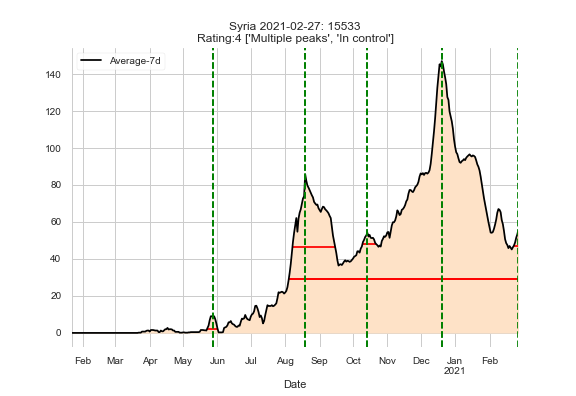 Syria 2021-02-27: 15533
Rating:4 ['Multiple peaks', 'In control']
Average-7d
140
120
100
80
60
40
20
0
Feb Mar Apr May Jun Jul Aug Sep Oct Nov Dec Jan Feb
2021
Date